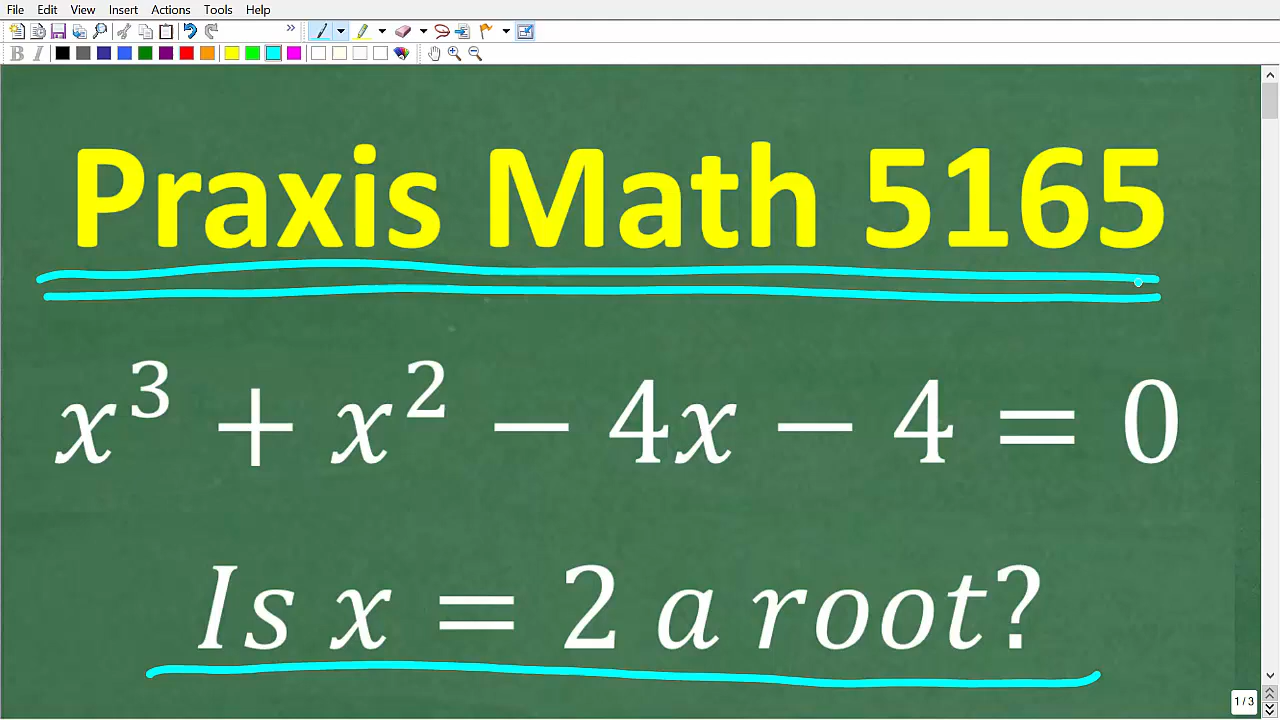 File Edit View Insert Actions Tools Help
B I
Praxis Math 5165
x³ + x² − 4x − 4 = 0
Is x = 2 a root?
1 / 3